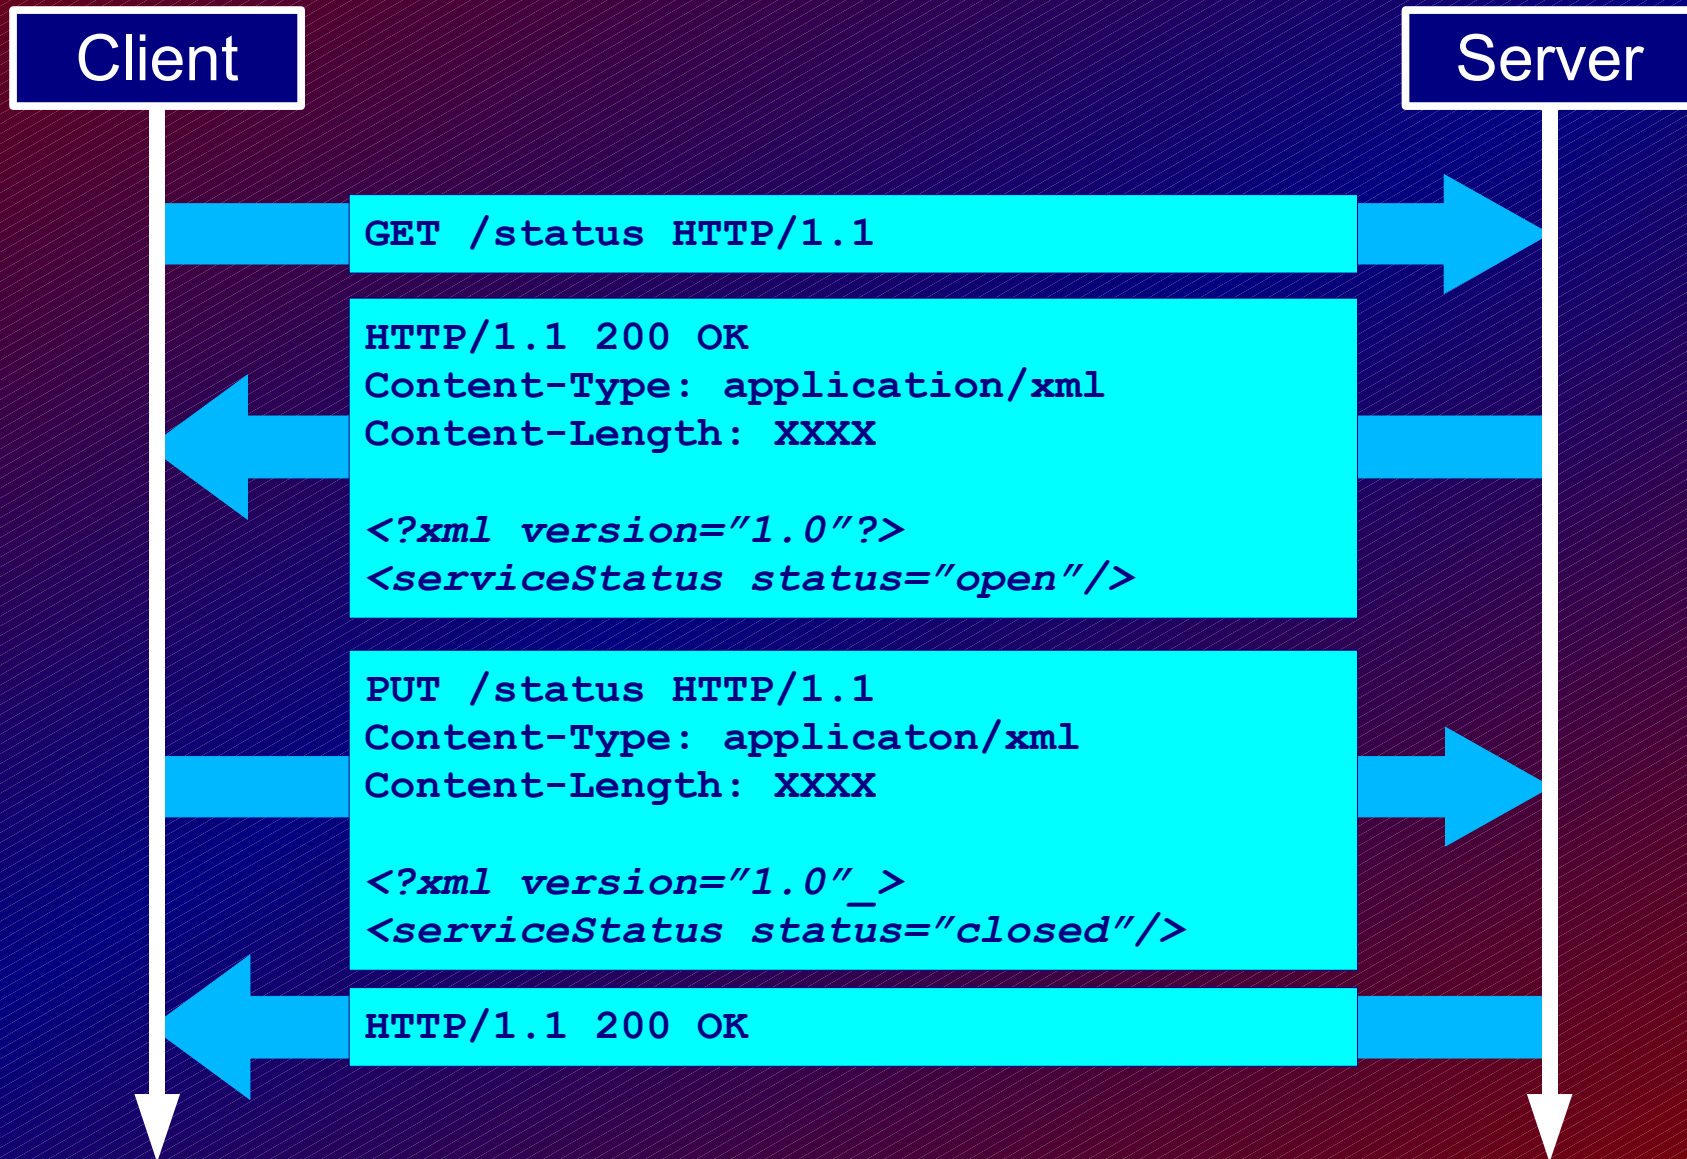 Client
Server
GET /status HTTP/1.1
HTTP/1.1 200 OK
Content-Type: application/xml
Content-Length: XXXX
<?xml version=″1.0″?>
<serviceStatus status=″open″/>
PUT /status HTTP/1.1
Content-Type: applicaton/xml
Content-Length: XXXX
<?xml version=″1.0″_>
<serviceStatus status=″closed″/>
HTTP/1.1 200 OK